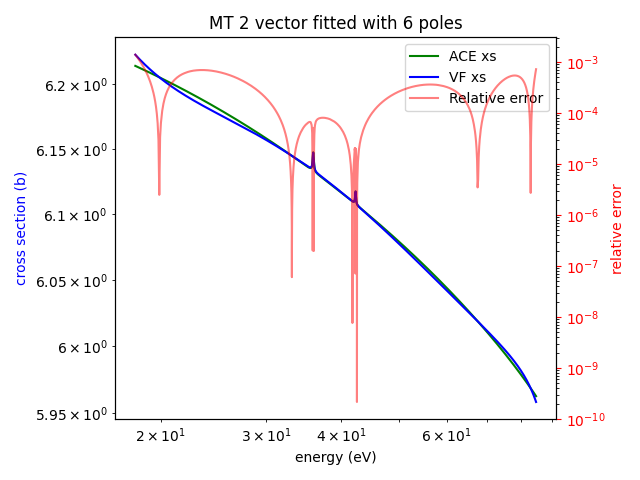 MT 2 vector fitted with 6 poles
ACE xs
VF xs
Relative error
cross section (b)
6.2 × 10⁰
6.15 × 10⁰
6.1 × 10⁰
6.05 × 10⁰
6 × 10⁰
5.95 × 10⁰
10⁻³
10⁻⁴
10⁻⁵
10⁻⁶
10⁻⁷
10⁻⁸
10⁻⁹
10⁻¹⁰
relative error
2 × 10¹ 3 × 10¹ 4 × 10¹ 6 × 10¹
energy (eV)